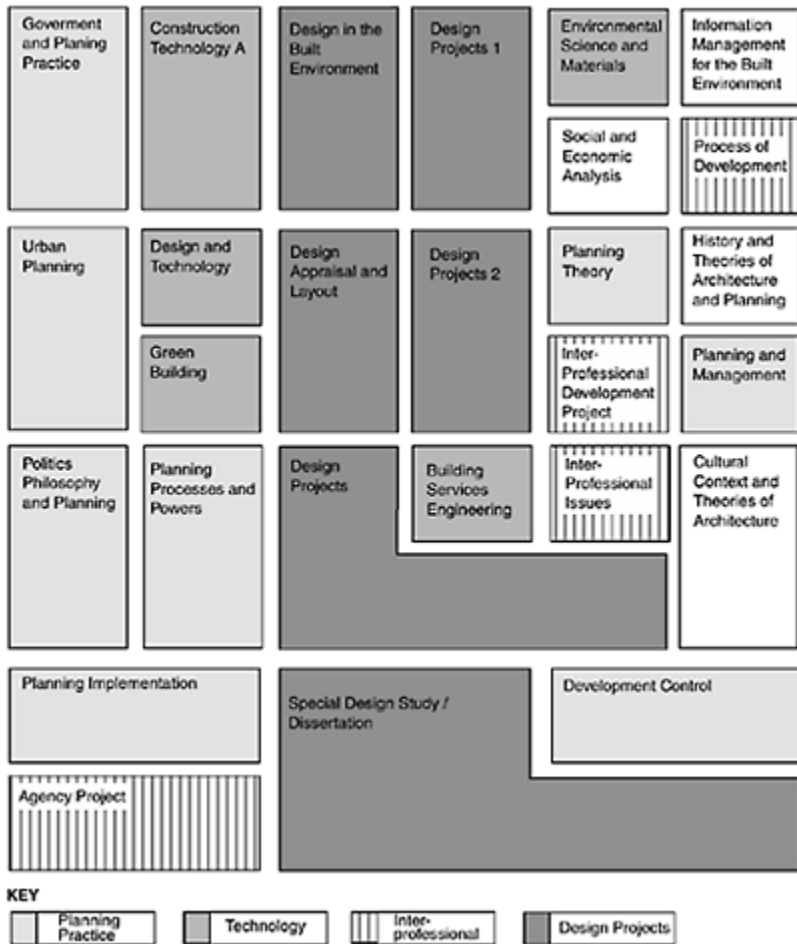 Goverment
and Planing
Practice
Construction
Technology A
Design in the
Built
Environment
Design
Projects 1
Environmental
Science and
Materials
Information
Management
for the Built
Environment
Social and
Economic
Analysis
Process of
Development
Urban
Planning
Design and
Technology
Design
Appraisal and
Layout
Design
Projects 2
Planning
Theory
History and
Theories of
Architecture
and Planning
Green
Building
Inter-
Professional
Development
Project
Planning and
Management
Politics
Philosophy
and Planning
Planning
Processes and
Powers
Design
Projects
Building
Services
Engineering
Inter-
Professional
Issues
Cultural
Context and
Theories of
Architecture
Planning Implementation
Special Design Study /
Dissertation
Development Control
Agency Project
KEY
Planning
Practice
Technology
Inter-
professional
Design Projects